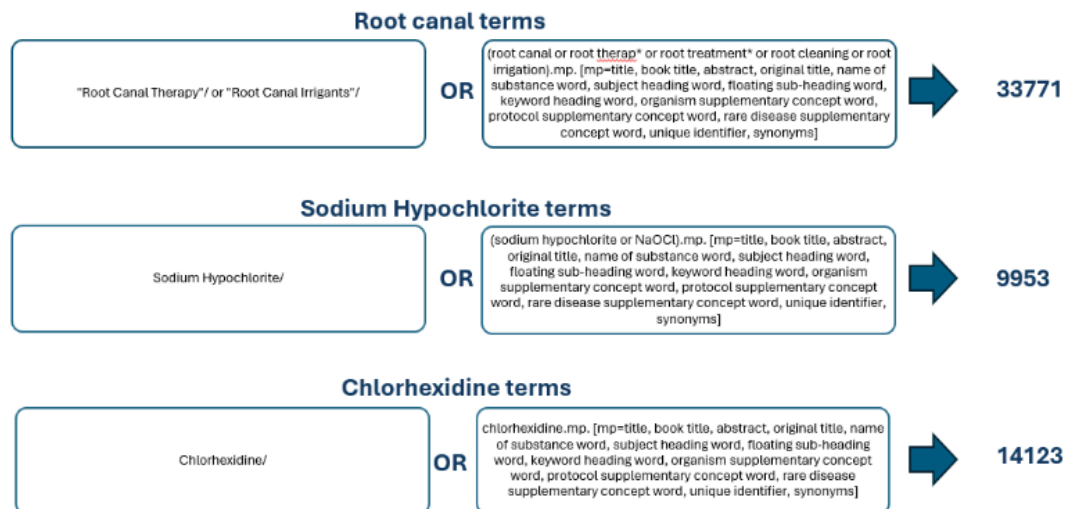 Root canal terms
"Root Canal Therapy"/ or "Root Canal Irrigants"/
OR
(root canal or root therap* or root treatment* or root cleaning or root
irrigation).mp. [mp=title, book title, abstract, original title, name of
substance word, subject heading word, floating sub-heading word,
keyword heading word, organism supplementary concept word,
protocol supplementary concept word, rare disease supplementary
concept word, unique identifier, synonyms]
33771
Sodium Hypochlorite terms
Sodium Hypochlorite/
OR
(sodium hypochlorite or NaOCl).mp. [mp=title, book title, abstract,
original title, name of substance word, subject heading word,
floating sub-heading word, keyword heading word, organism
supplementary concept word, protocol supplementary concept
word, rare disease supplementary concept word, unique identifier,
synonyms]
9953
Chlorhexidine terms
Chlorhexidine/
OR
chlorhexidine.mp. [mp=title, book title, abstract, original title, name
of substance word, subject heading word, floating sub-heading
word, keyword heading word, organism supplementary concept
word, protocol supplementary concept word, rare disease
supplementary concept word, unique identifier, synonyms]
14123